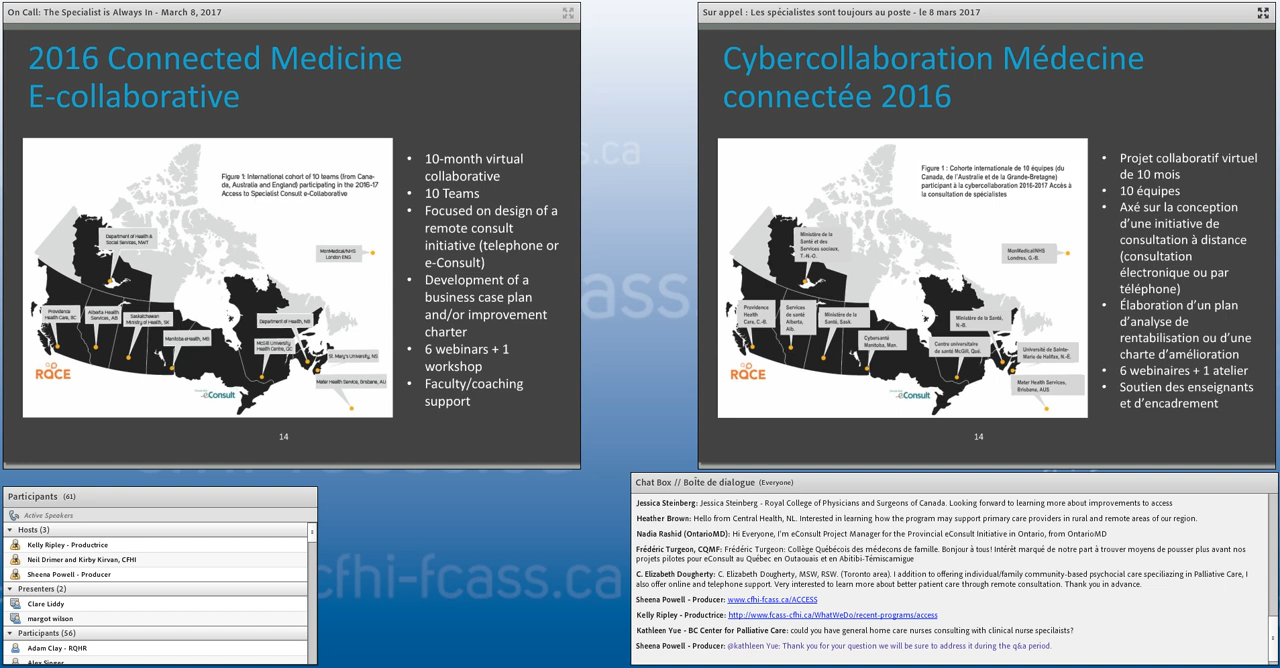 On Call: The Specialist is Always In - March 8, 2017
2016 Connected Medicine
E-collaborative
Figure 1: International cohort of 10 teams (from Cana-
da, Australia and England) participating in the 2016-17
Access to Specialist Consult e-Collaborative
Department of Health &
Social Services, NWT
MonMedical/NHS
London ENG
Providence
Health Care, BC
Alberta Health
Services, AB
Saskatchewan
Ministry of Health, SK
Manitoba eHealth, MB
Department of Health, NB
McGill University
Health Centre, QC
St. Mary's University, NS
Mater Health Service, Brisbane, AU
RACE
eConsult
• 10-month virtual
collaborative
• 10 Teams
• Focused on design of a
remote consult
initiative (telephone or
e-Consult)
• Development of a
business case plan
and/or improvement
charter
• 6 webinars + 1
workshop
• Faculty/coaching
support
14
Sur appel : Les spécialistes sont toujours au poste - le 8 mars 2017
Cybercollaboration Médecine
connectée 2016
Figure 1 : Cohorte internationale de 10 équipes (du
Canada, de l'Australie et de la Grande-Bretagne)
participant à la cybercollaboration 2016-2017 Accès à
la consultation de spécialistes
Ministère de la
Santé et des
Services sociaux,
T.-N.-O.
MonMedical/NHS
Londres, G.-B.
Providence
Health
Care, C.-B.
Services
de santé
Alberta,
Alb.
Ministère de la
Santé, Sask.
Cybersanté
Manitoba, Man.
Ministère de la Santé,
N.-B.
Centre universitaire
de santé McGill, Qué.
Université de Sainte-
Marie de Halifax, N.-É.
Mater Health Services,
Brisbane, AUS
RACE
eConsult
• Projet collaboratif virtuel
de 10 mois
• 10 équipes
• Axé sur la conception
d’une initiative de
consultation à distance
(consultation
électronique ou par
téléphone)
• Élaboration d’un plan
d’analyse de
rentabilisation ou d’une
charte d’amélioration
• 6 webinaires + 1 atelier
• Soutien des enseignants
et d’encadrement
14
s.ca
ass
cfhi-fcass.ca
Participants (61)
Active Speakers
Hosts (3)
Kelly Ripley - Productrice
Neil Drimer and Kirby Kirvan, CFHI
Sheena Powell - Producer
Presenters (2)
Clare Liddy
margot wilson
Participants (56)
Adam Clay - RQHR
Alex Singer
Chat Box // Boîte de dialogue (Everyone)
Jessica Steinberg: Jessica Steinberg - Royal College of Physicians and Surgeons of Canada. Looking forward to learning more about improvements to access
Heather Brown: Hello from Central Health, NL. Interested in learning how the program may support primary care providers in rural and remote areas of our region.
Nadia Rashid (OntarioMD): Hi Everyone, I'm eConsult Project Manager for the Provincial eConsult Initiative in Ontario, from OntarioMD
Frédéric Turgeon, CQMF: Frédéric Turgeon: Collège Québécois des médecons de famille. Bonjour à tous! Intérêt marqué de notre part à trouver moyens de pousser plus avant nos
projets pilotes pour eConsult au Québec en Outaouais et en Abitibi-Témiscamigue
C. Elizabeth Dougherty: C. Elizabeth Dougherty, MSW, RSW. (Toronto area). I addition to offering individual/family community-based psychocial care speciliazing in Palliative Care, I
also offer online and telephone support. Very interested to learn more about better patient care through remote consultation. Thank you in advance.
Sheena Powell - Producer: www.cfhi-fcass.ca/ACCESS
Kelly Ripley - Productrice: http://www.fcass-cfhi.ca/WhatWeDo/recent-programs/access
Kathleen Yue - BC Center for Palliative Care: could you have general home care nurses consulting with clinical nurse specilaists?
Sheena Powell - Producer: @kathleen Yue: Thank you for your question we will be sure to address it during the q&a period.